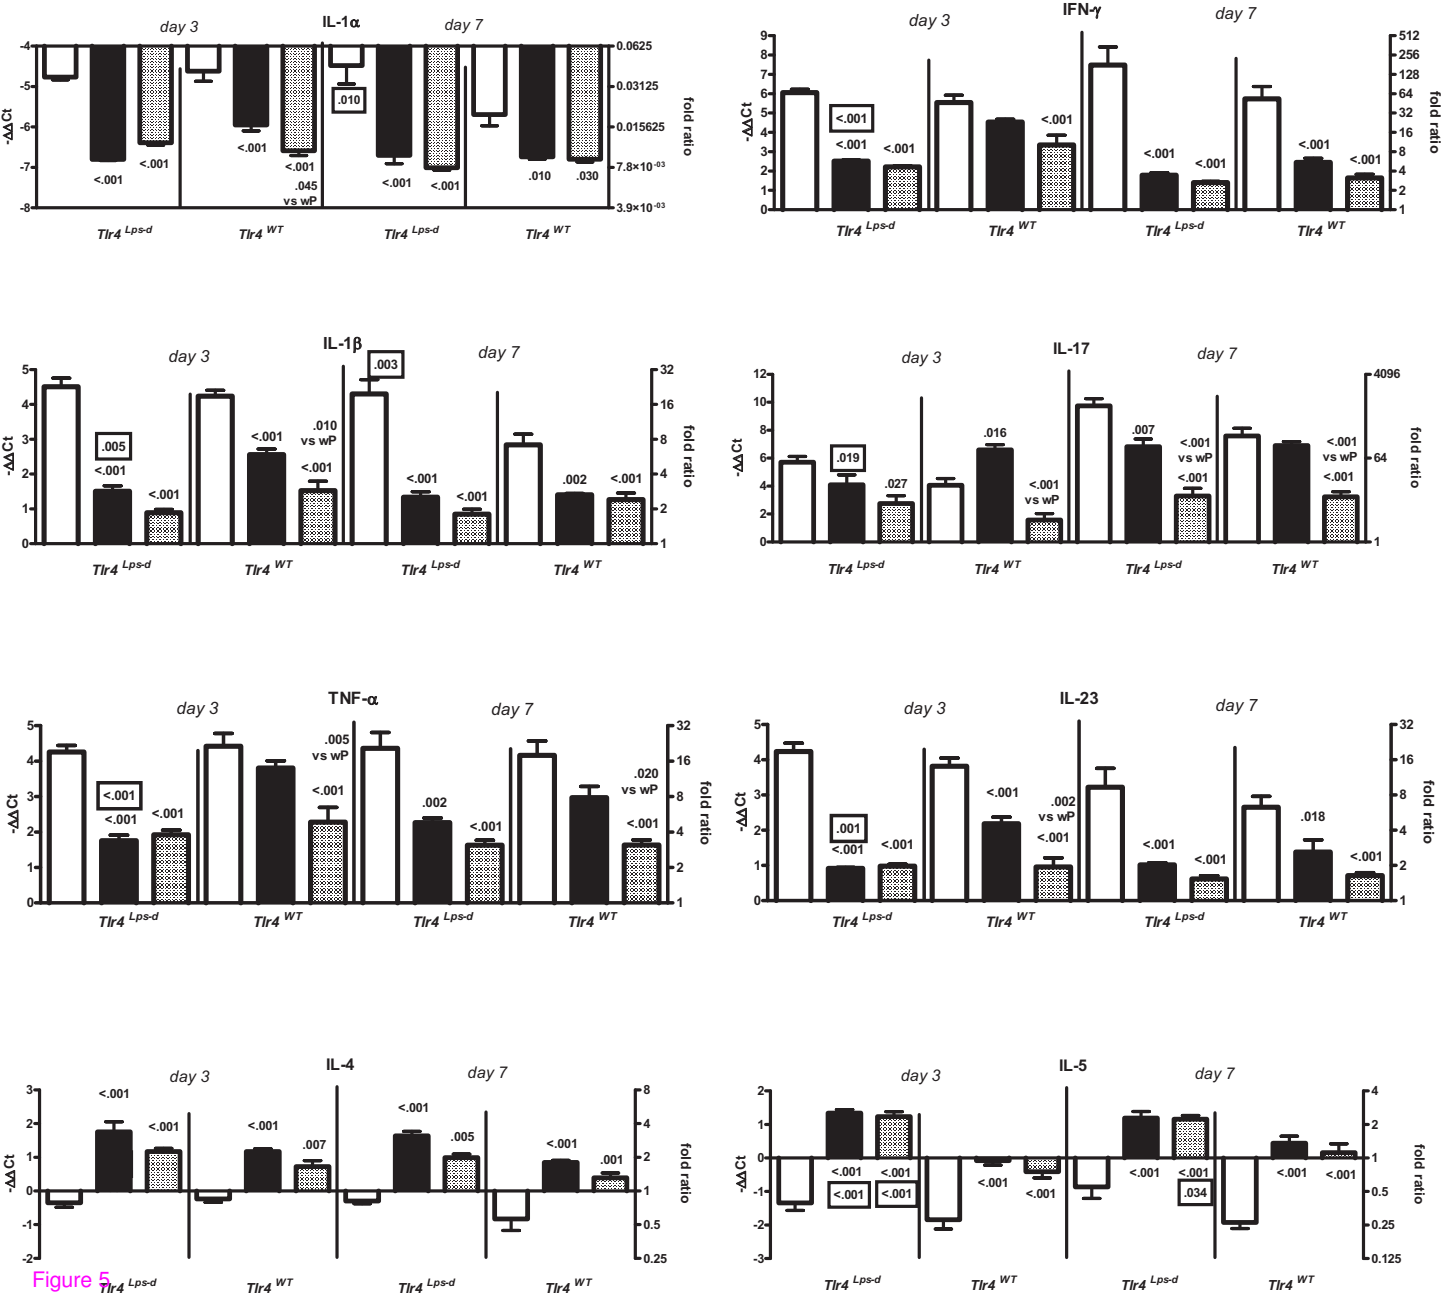 IL-1α
day 3
day 7
-ΔΔCt
fold ratio
-4
-5
-6
-7
-8
0.0625
0.03125
0.015625
7.8×10⁻⁰³
3.9×10⁻⁰³
<.001
<.001
<.001
<.001
.045
vs wP
.010
<.001
<.001
.010
.030
Tlr4 Lps-d
Tlr4 WT
Tlr4 Lps-d
Tlr4 WT
IFN-γ
day 3
day 7
-ΔΔCt
fold ratio
9
8
7
6
5
4
3
2
1
0
512
256
128
64
32
16
8
4
2
1
<.001
<.001
<.001
<.001
<.001
<.001
<.001
<.001
Tlr4 Lps-d
Tlr4 WT
Tlr4 Lps-d
Tlr4 WT
IL-1β
day 3
day 7
-ΔΔCt
fold ratio
5
4
3
2
1
0
32
16
8
4
2
1
.005
<.001
<.001
<.001
.010
vs wP
<.001
.003
<.001
<.001
.002
<.001
Tlr4 Lps-d
Tlr4 WT
Tlr4 Lps-d
Tlr4 WT
IL-17
day 3
day 7
-ΔΔCt
fold ratio
12
10
8
6
4
2
0
4096
64
1
.019
.027
.016
<.001
vs wP
.007
<.001
vs wP
<.001
<.001
vs wP
<.001
Tlr4 Lps-d
Tlr4 WT
Tlr4 Lps-d
Tlr4 WT
TNF-α
day 3
day 7
-ΔΔCt
fold ratio
5
4
3
2
1
0
32
16
8
4
2
1
<.001
<.001
<.001
.005
vs wP
<.001
.002
<.001
.020
vs wP
<.001
Tlr4 Lps-d
Tlr4 WT
Tlr4 Lps-d
Tlr4 WT
IL-23
day 3
day 7
-ΔΔCt
fold ratio
5
4
3
2
1
0
32
16
8
4
2
1
.001
<.001
<.001
<.001
.002
vs wP
<.001
<.001
<.001
.018
<.001
Tlr4 Lps-d
Tlr4 WT
Tlr4 Lps-d
Tlr4 WT
IL-4
day 3
day 7
-ΔΔCt
fold ratio
3
2
1
0
-1
-2
8
4
2
1
0.5
0.25
<.001
<.001
<.001
.007
<.001
.005
<.001
.001
Tlr4 Lps-d
Tlr4 WT
Tlr4 Lps-d
Tlr4 WT
IL-5
day 3
day 7
-ΔΔCt
fold ratio
2
1
0
-1
-2
-3
4
2
1
0.5
0.25
0.125
<.001
<.001
<.001
<.001
<.001
<.001
<.001
<.001
.034
<.001
<.001
Tlr4 Lps-d
Tlr4 WT
Tlr4 Lps-d
Tlr4 WT
Figure 5